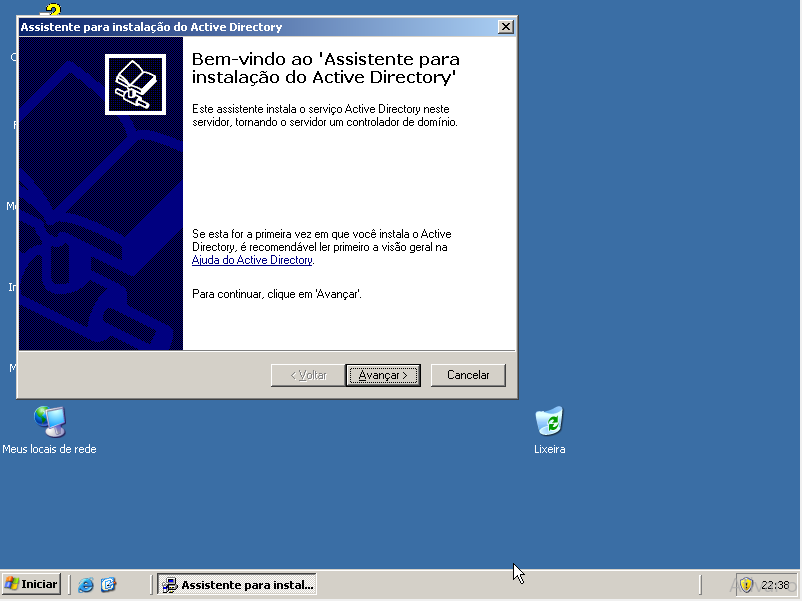 Assistente para instalação do Active Directory
Bem-vindo ao 'Assistente para
instalação do Active Directory'
Este assistente instala o serviço Active Directory neste
servidor, tornando o servidor um controlador de domínio.
Se esta for a primeira vez em que você instala o Active
Directory, é recomendável ler primeiro a visão geral na
Ajuda do Active Directory.
Para continuar, clique em 'Avançar'.
< Voltar
Avançar >
Cancelar
Meus locais de rede
Lixeira
Iniciar
Assistente para instal...
22:38